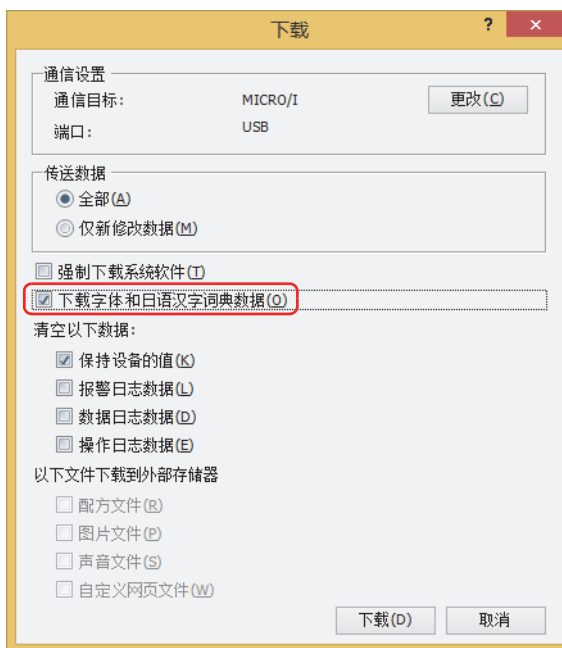 下载
?
×
通信设置
通信目标: MICRO/I 更改(C)
端口: USB
传送数据
全部(A)
仅新修改数据(M)
强制下载系统软件(T)
下载字体和日语汉字词典数据(O)
清空以下数据:
保持设备的值(K)
报警日志数据(L)
数据日志数据(D)
操作日志数据(E)
以下文件下载到外部存储器
配方文件(R)
图片文件(P)
声音文件(S)
自定义网页文件(W)
下载(D) 取消